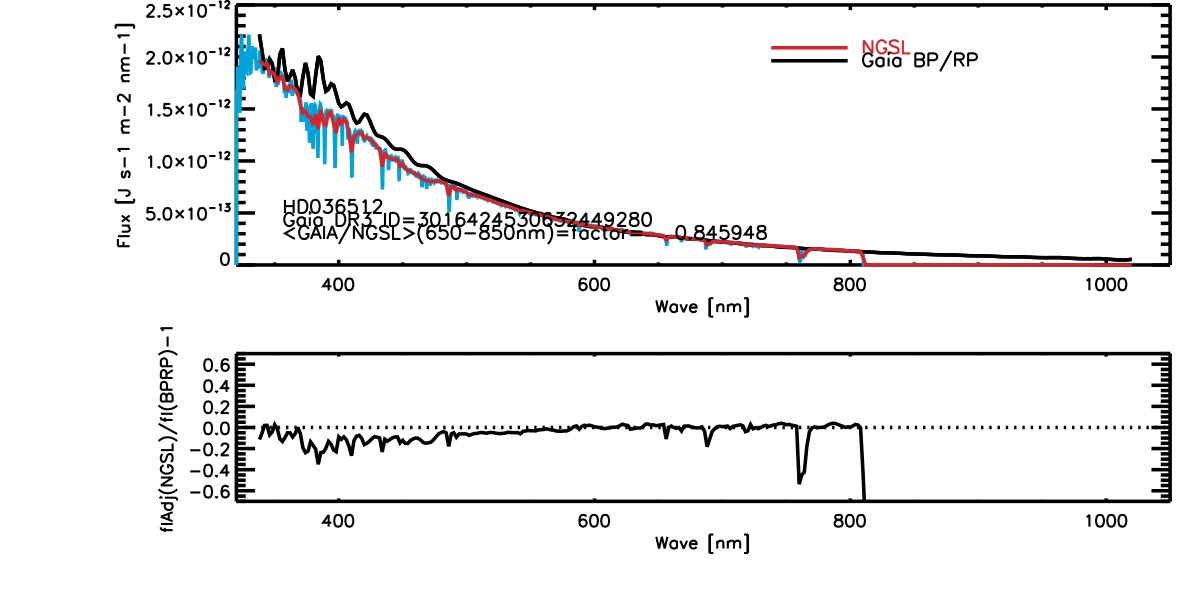 2.5×10⁻¹²
2.0×10⁻¹²
1.5×10⁻¹²
1.0×10⁻¹²
5.0×10⁻¹³
0
Flux [J s−1 m−2 nm−1]
NGSL
Gaia BP/RP
HD036512
Gaia DR3 ID=3016424530632449280
<GAIA/NGSL>(650−850nm)=factor= 0.845948
400 600 800 1000
Wave [nm]
0.6
0.4
0.2
0.0
−0.2
−0.4
−0.6
flAdj(NGSL)/fl(BPRP)−1
400 600 800 1000
Wave [nm]